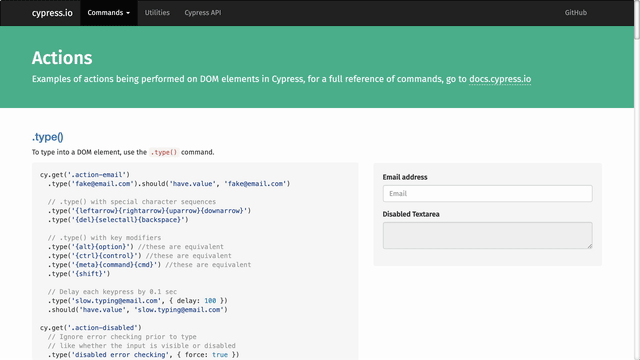 cypress.io
Commands
Utilities
Cypress API
GitHub
Actions
Examples of actions being performed on DOM elements in Cypress, for a full reference of commands, go to docs.cypress.io
.type()
To type into a DOM element, use the .type() command.
cy.get('.action-email')
.type('fake@email.com').should('have.value', 'fake@email.com')
// .type() with special character sequences
.type('{leftarrow}{rightarrow}{uparrow}{downarrow}')
.type('{del}{selectall}{backspace}')
// .type() with key modifiers
.type('{alt}{option}') //these are equivalent
.type('{ctrl}{control}') //these are equivalent
.type('{meta}{command}{cmd}') //these are equivalent
.type('{shift}')
// Delay each keypress by 0.1 sec
.type('slow.typing@email.com', { delay: 100 })
.should('have.value', 'slow.typing@email.com')
cy.get('.action-disabled')
// Ignore error checking prior to type
// like whether the input is visible or disabled
.type('disabled error checking', { force: true })
Email address
Email
Disabled Textarea